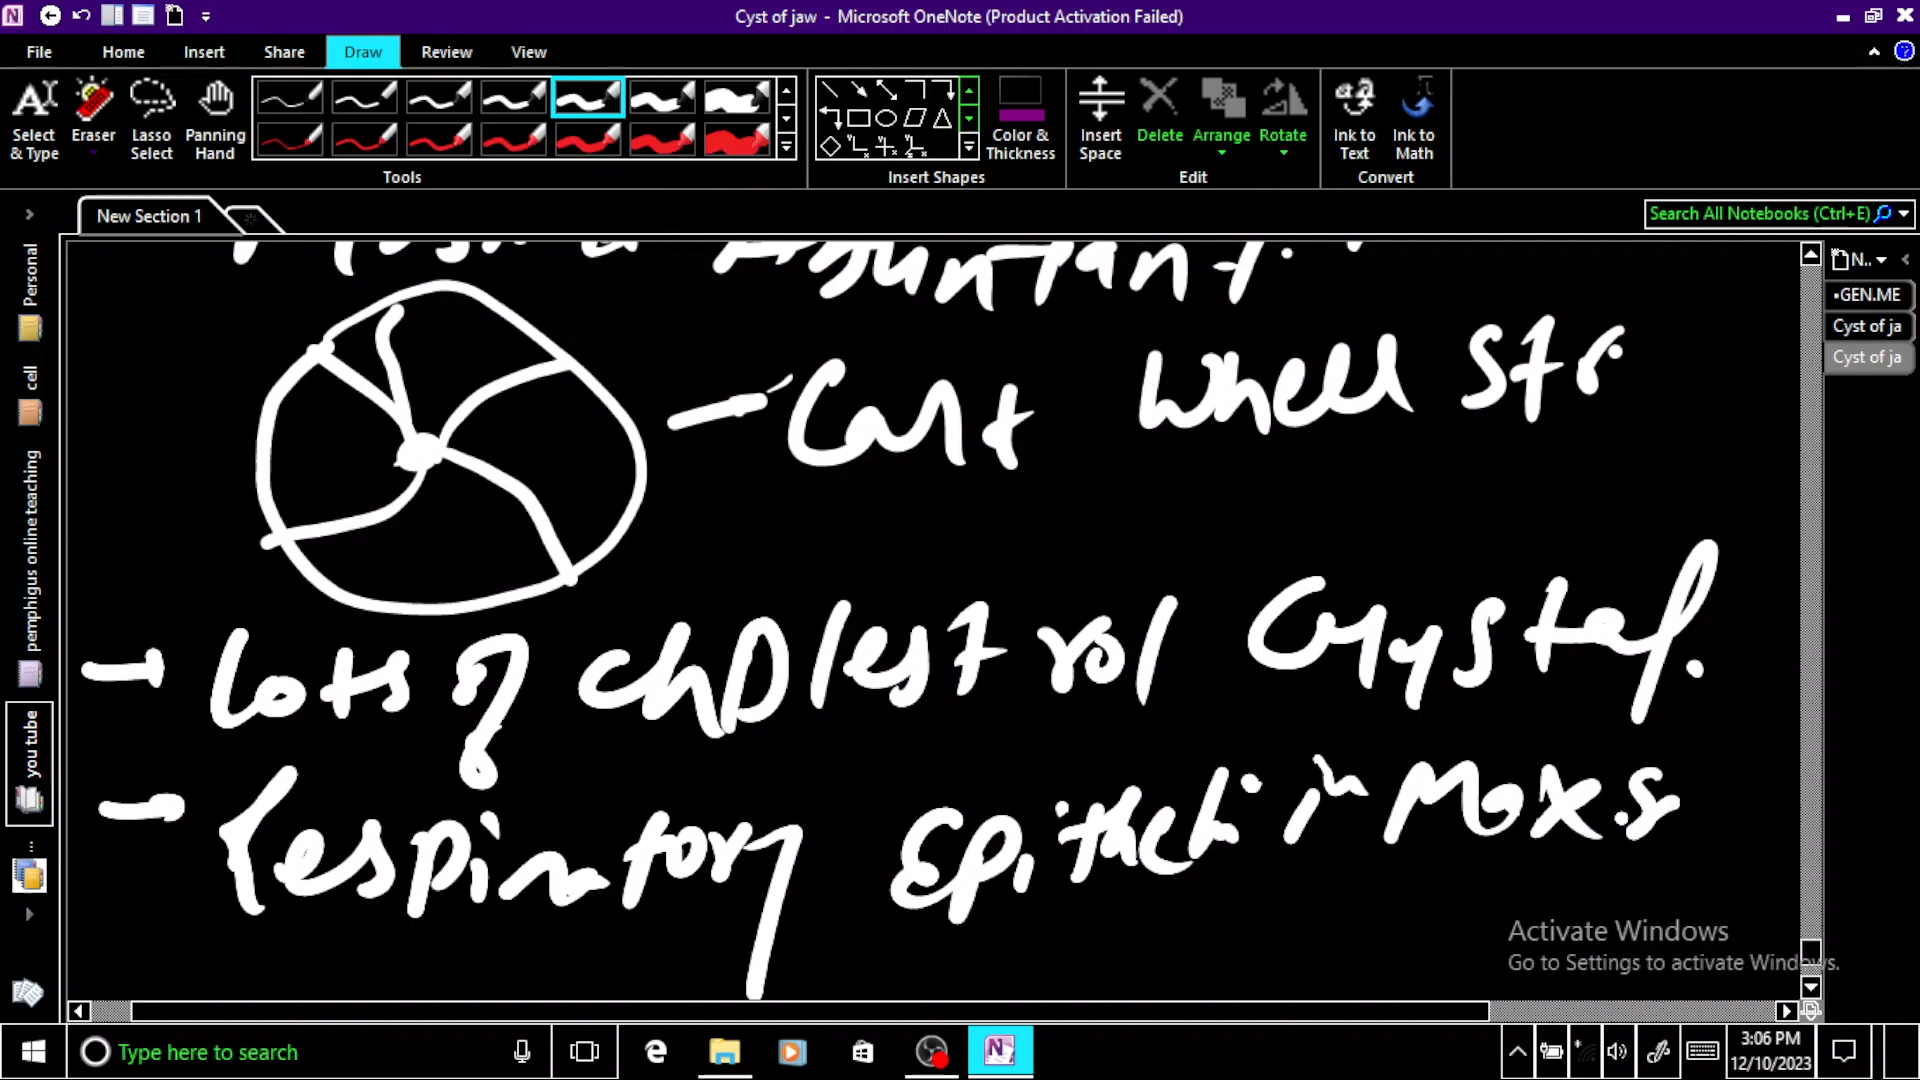 Cyst of jaw - Microsoft OneNote (Product Activation Failed)
File Home Insert Share Draw Review View
Select & Type
Eraser
Lasso Select
Panning Hand
Color & Thickness
Insert Space
Delete
Arrange
Rotate
Ink to Text
Ink to Math
Tools
Insert Shapes
Edit
Convert
New Section 1
Search All Notebooks (Ctrl+E)
N..
•GEN.ME
Cyst of ja
Cyst of ja
Personal
cell
pemphigus online teaching
you tube
Abuntant.
- Cart wheel str.
- Lots of cholestrol Crystal.
- Respiratory Epitheli in Max.s
Activate Windows
Go to Settings to activate Windows.
Type here to search
3:06 PM
12/10/2023